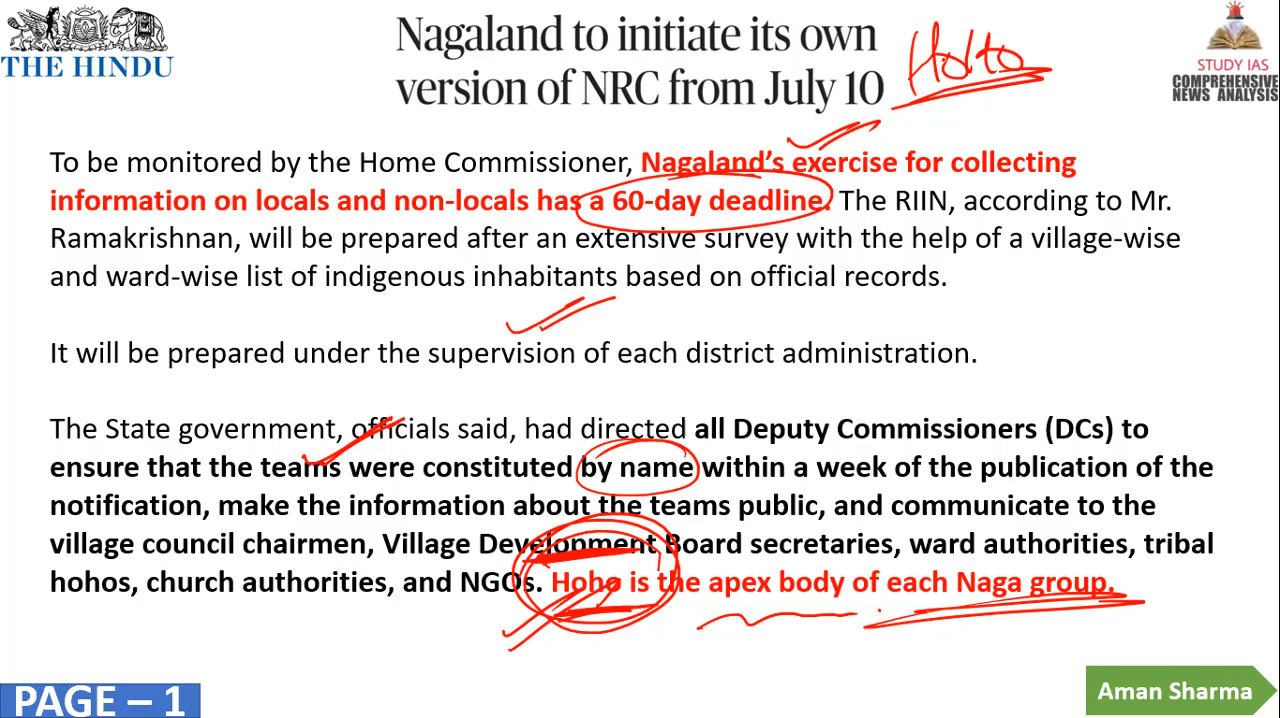 THE HINDU
Nagaland to initiate its own
version of NRC from July 10
STUDY IAS
COMPREHENSIVE
NEWS ANALYSIS
To be monitored by the Home Commissioner, Nagaland's exercise for collecting
information on locals and non-locals has a 60-day deadline. The RIIN, according to Mr.
Ramakrishnan, will be prepared after an extensive survey with the help of a village-wise
and ward-wise list of indigenous inhabitants based on official records.
It will be prepared under the supervision of each district administration.
The State government, officials said, had directed all Deputy Commissioners (DCs) to
ensure that the teams were constituted by name within a week of the publication of the
notification, make the information about the teams public, and communicate to the
village council chairmen, Village Development Board secretaries, ward authorities, tribal
hohos, church authorities, and NGOs. Hoho is the apex body of each Naga group.
PAGE – 1
Aman Sharma